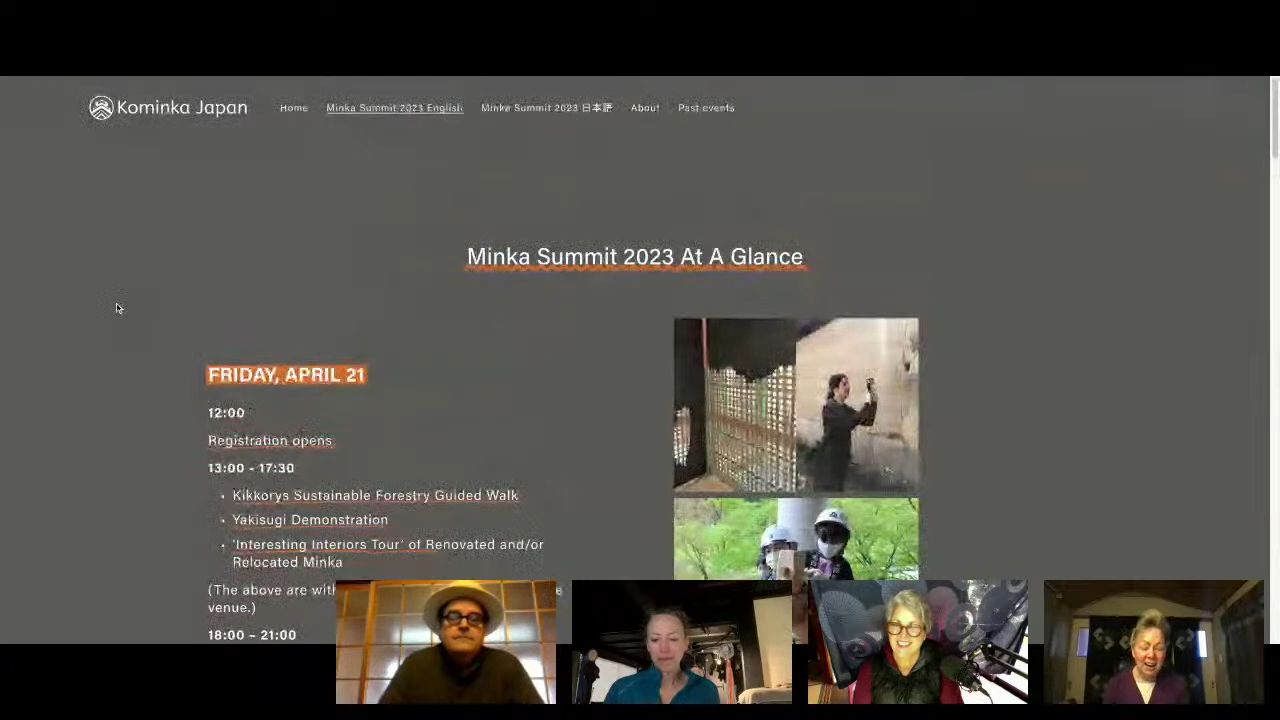 Kominka Japan
Home
Minka Summit 2023 English
Minka Summit 2023 日本語
About
Past events
Minka Summit 2023 At A Glance
FRIDAY, APRIL 21
12:00
Registration opens
13:00 - 17:30
Kikkorys Sustainable Forestry Guided Walk
Yakisugi Demonstration
'Interesting Interiors Tour' of Renovated and/or
Relocated Minka
(The above are
venue.)
18:00 - 21:00